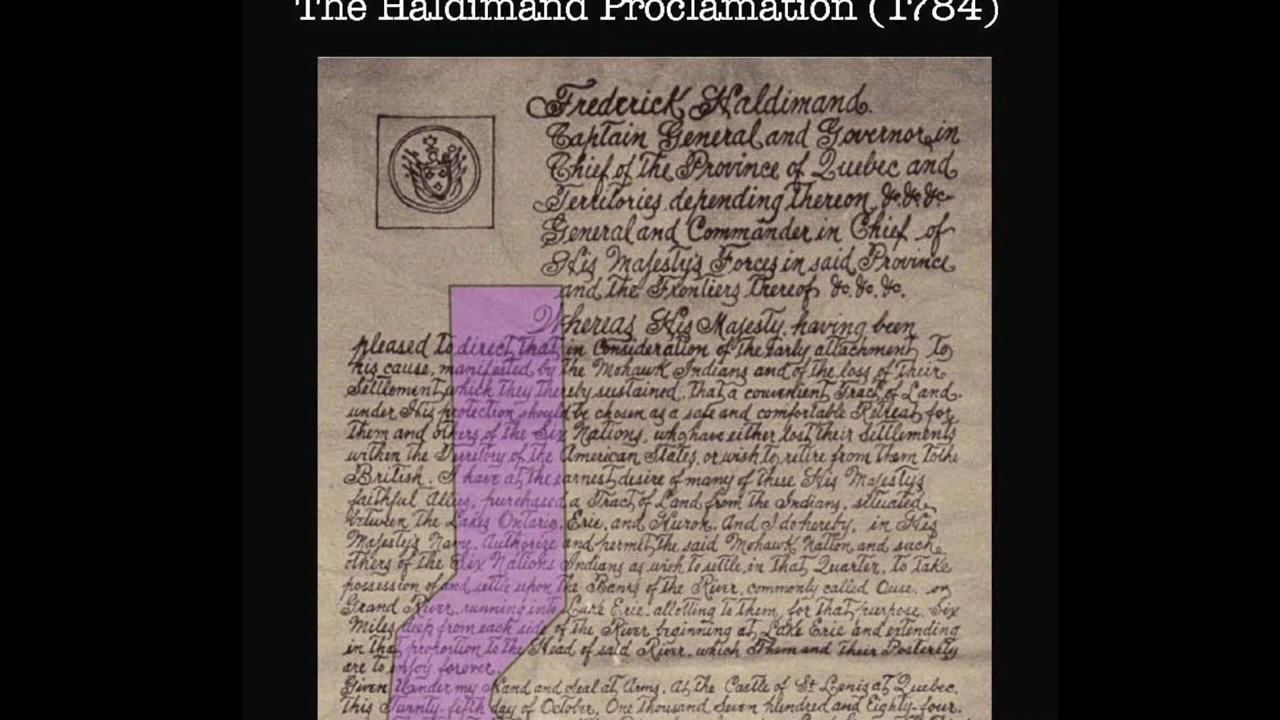 The Haldimand Proclamation (1784)
Frederick Haldimand.
Captain General and Governor in
Chief of the Province of Quebec and
Territories depending thereon &c.&c.&c-
General and Commander in Chief of
His Majesty's Forces in said Province
and the Frontiers thereof &c.&c.&c.
Whereas His Majesty having been
pleased to direct that in Consideration of the Early attachment to
his cause, manifested by the Mohawk Indians and of the loss of their
Settlement which they thereby sustained, that a convenient Tract of Land
under His protection should be chosen as a safe and comfortable Retreat for
them and others of the Six Nations, who have either lost their Settlements
within the Territory of the American States, or wish to retire from them to the
British. I have at the earnest desire of many of these His Majesty's
faithful Allies, purchased a Tract of Land from the Indians, situated
between the Lakes Ontario, Erie, and Huron. And I do hereby, in His
Majesty's Name, Authorize and permit the said Mohawk Nation and such
others of the Six Nations Indians as wish to settle in That Quarter, to take
possession of and settle upon the Banks of the River, commonly called Ouse, or
Grand River, running into Lake Erie, allotting to them, for that purpose, Six
Miles deep from each side of the River beginning at Lake Erie and extending
in that proportion to the Head of said River, which Them and Their Posterity
are to enjoy forever.
Given Under my Hand and Seal at Arms, At the Castle of St Lenis at Quebec,
this Twenty-fifth day of October, One thousand Seven hundred and Eighty-four.